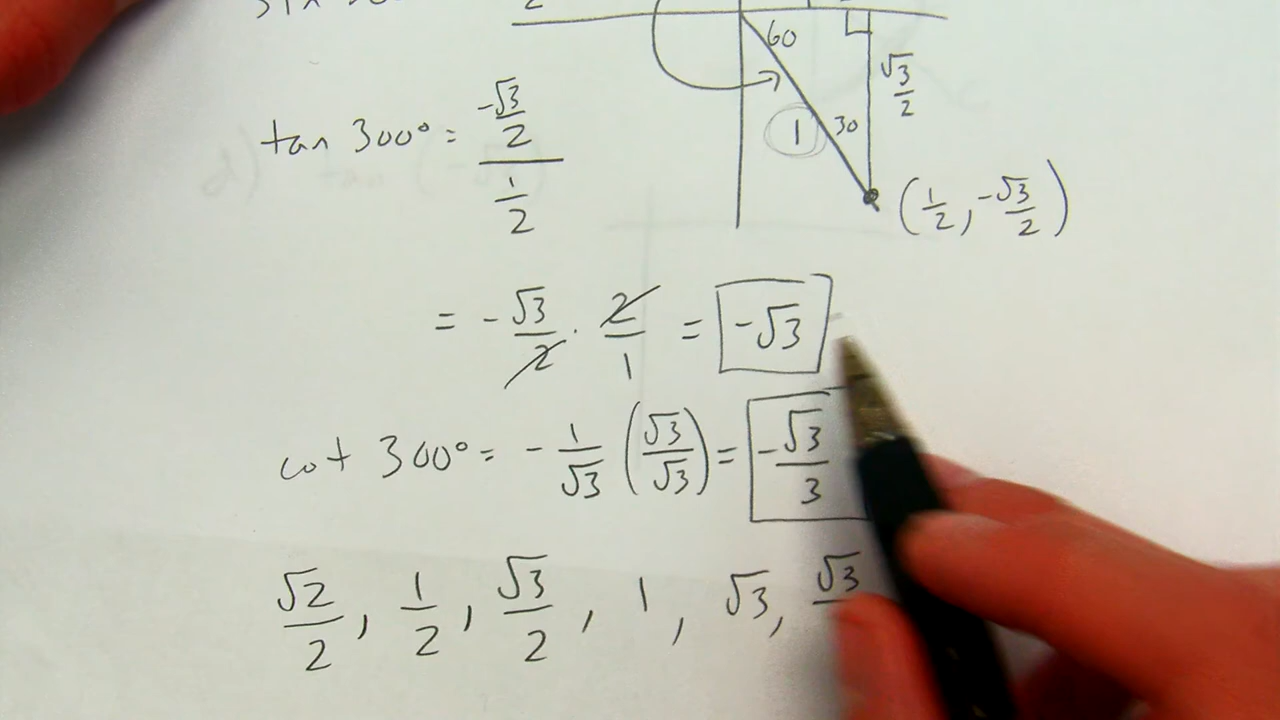 60
√3/2
tan 300° = (-√3/2)/(1/2)
1
30
(1/2, -√3/2)
= -√3/2 · 2/1 = -√3
cot 300° = -1/√3 (√3/√3) = -√3/3
√2/2, 1/2, √3/2, 1, √3, √3